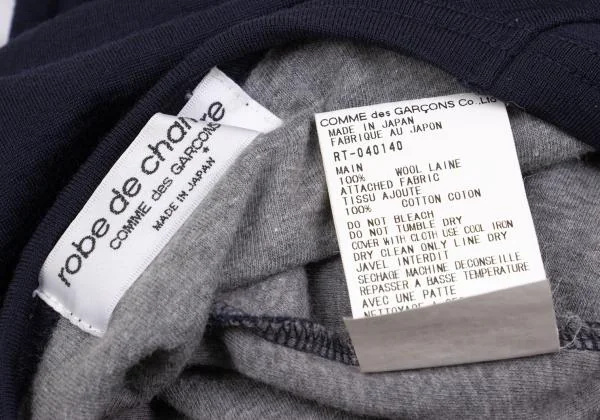 robe de cha
COMME des GARÇONS
MADE IN JAPAN
COMME des GARÇONS Co.,Ltd
MADE IN JAPAN
FABRIQUE AU JAPON
RT-040140
MAIN
100% WOOL LAINE
ATTACHED FABRIC
TISSU AJOUTE
100% COTTON COTON
DO NOT BLEACH
DO NOT TUMBLE DRY
COVER WITH CLOTH USE COOL IRON
DRY CLEAN ONLY LINE DRY
JAVEL INTERDIT
SECHAGE MACHINE DECONSEILLE
REPASSER A BASSE TEMPERATURE
AVEC UNE PATTE
NETTOYAGE A SEC